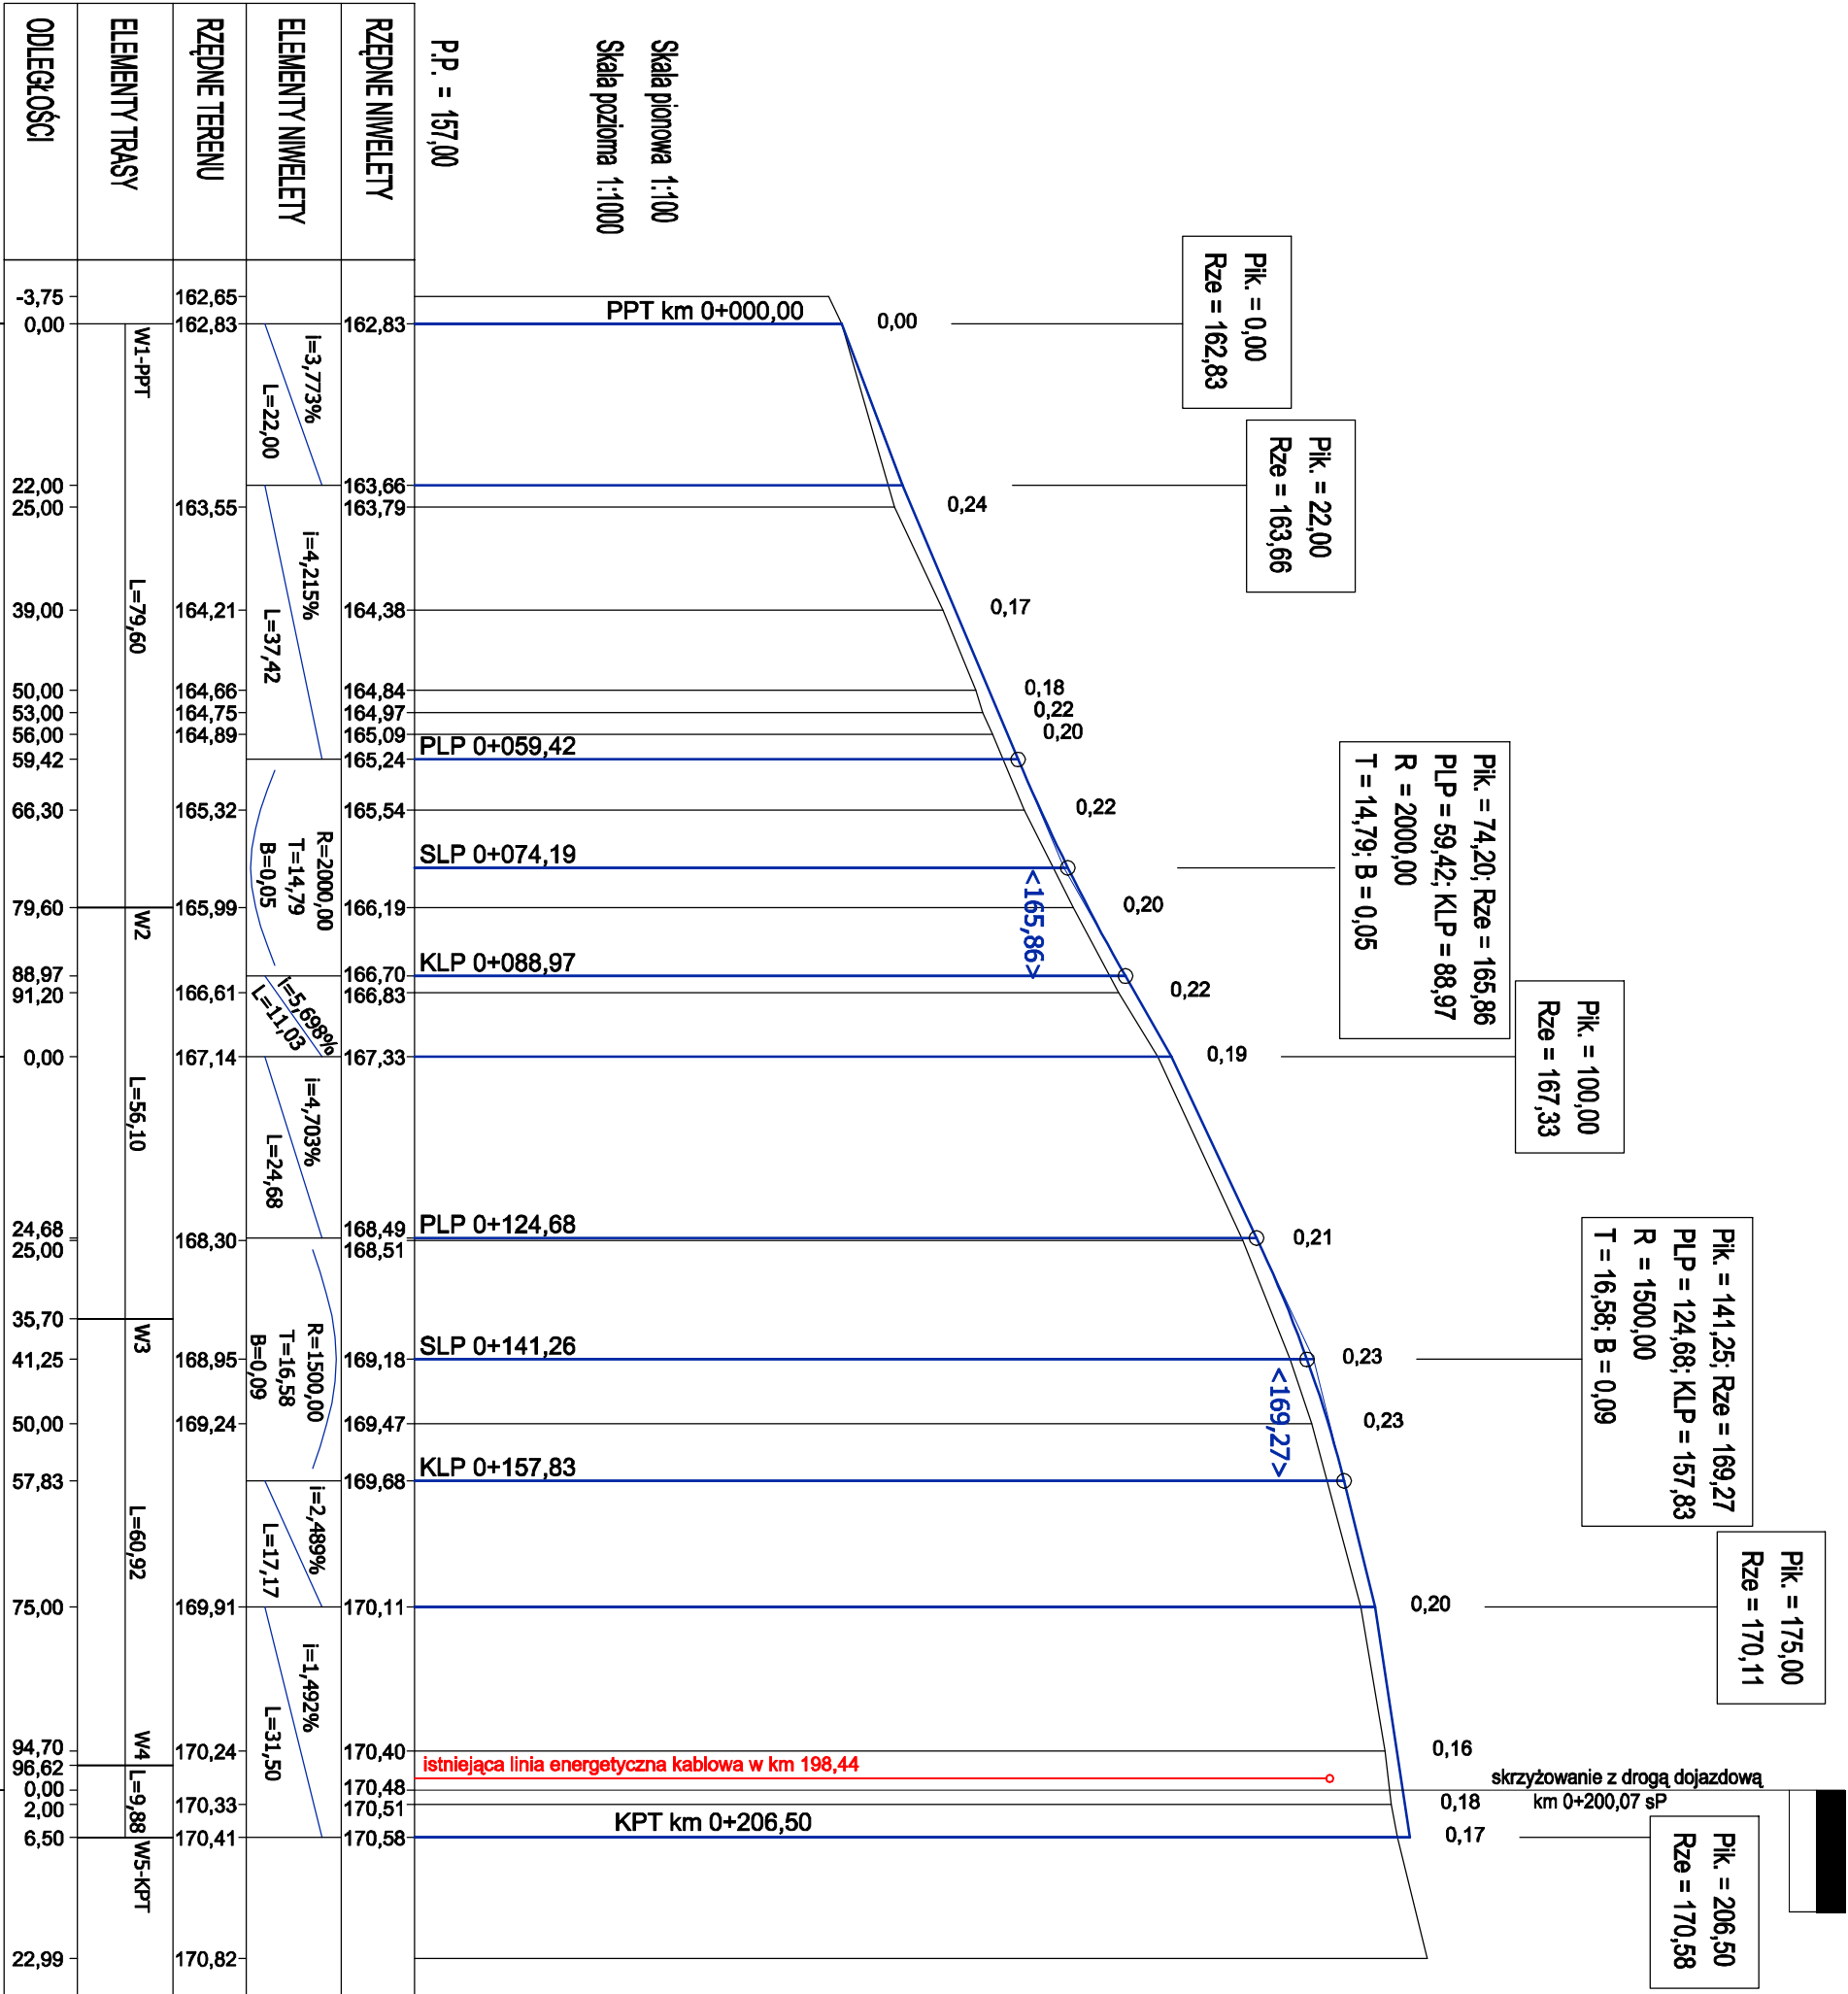 Skala pionowa 1:100
Skala pozioma 1:1000
P.P. = 157,00
RZĘDNE NIWELETY
ELEMENTY NIWELETY
RZĘDNE TERENU
ELEMENTY TRASY
ODLEGŁOŚCI
Pik. = 0,00
Rze = 162,83
Pik. = 22,00
Rze = 163,66
Pik. = 74,20; Rze = 165,86
PLP = 59,42; KLP = 88,97
R = 2000,00
T = 14,79; B = 0,05
Pik. = 100,00
Rze = 167,33
Pik. = 141,25; Rze = 169,27
PLP = 124,68; KLP = 157,83
R = 1500,00
T = 16,58; B = 0,09
Pik. = 175,00
Rze = 170,11
Pik. = 206,50
Rze = 170,58
skrzyżowanie z drogą dojazdową
km 0+200,07 sP
0,00
0,24
0,17
0,18
0,22
0,20
0,22
0,20
0,22
0,19
0,21
0,23
0,23
0,20
0,16
0,18
0,17
PPT km 0+000,00
PLP 0+059,42
SLP 0+074,19
<165,86>
KLP 0+088,97
PLP 0+124,68
SLP 0+141,26
<169,27>
KLP 0+157,83
istniejąca linia energetyczna kablowa w km 198,44
KPT km 0+206,50
162,83
163,66
163,79
164,38
164,84
164,97
165,09
165,24
165,54
166,19
166,70
166,83
167,33
168,49
168,51
169,18
169,47
169,68
170,11
170,40
170,48
170,51
170,58
i=3,773%
L=22,00
i=4,215%
L=37,42
R=2000,00
T=14,79
B=0,05
i=5,698%
L=11,03
i=4,703%
L=24,68
R=1500,00
T=16,58
B=0,09
i=2,489%
L=17,17
i=1,492%
L=31,50
162,65
162,83
163,55
164,21
164,66
164,75
164,89
165,32
165,99
166,61
167,14
168,30
168,95
169,24
169,91
170,24
170,33
170,41
170,82
W1-PPT
L=79,60
W2
L=56,10
W3
L=60,92
W4
L=9,88
W5-KPT
-3,75
0,00
22,00
25,00
39,00
50,00
53,00
56,00
59,42
66,30
79,60
88,97
91,20
0,00
24,68
25,00
35,70
41,25
50,00
57,83
75,00
94,70
96,62
0,00
2,00
6,50
22,99